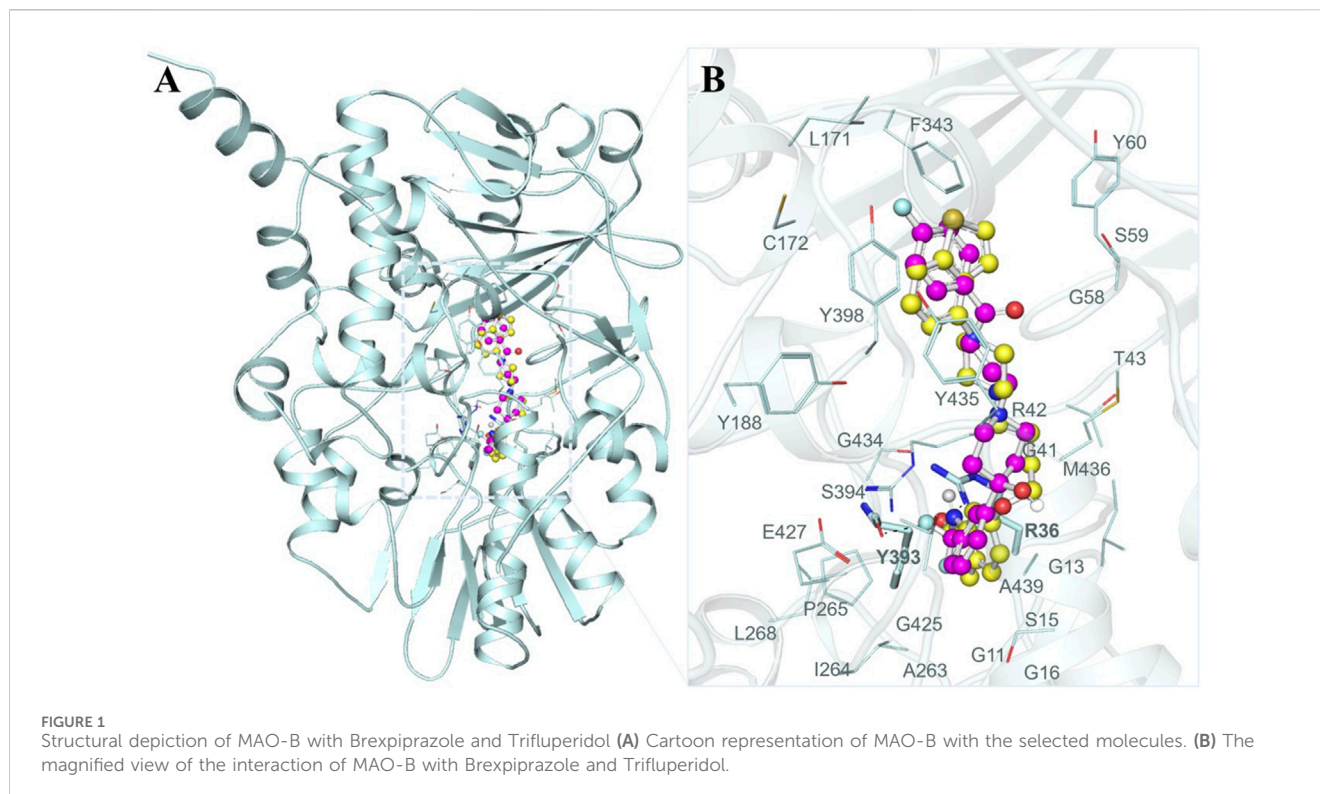 A
B
L171
F343
Y60
C172
S59
G58
Y398
T43
Y435
Y188
R42
G434
G41
M436
S394
E427
R36
Y393
G13
A439
P265
S15
L268
G425
G11
I264
A263
G16
FIGURE 1
Structural depiction of MAO-B with Brexpiprazole and Trifluperidol (A) Cartoon representation of MAO-B with the selected molecules. (B) The
magnified view of the interaction of MAO-B with Brexpiprazole and Trifluperidol.